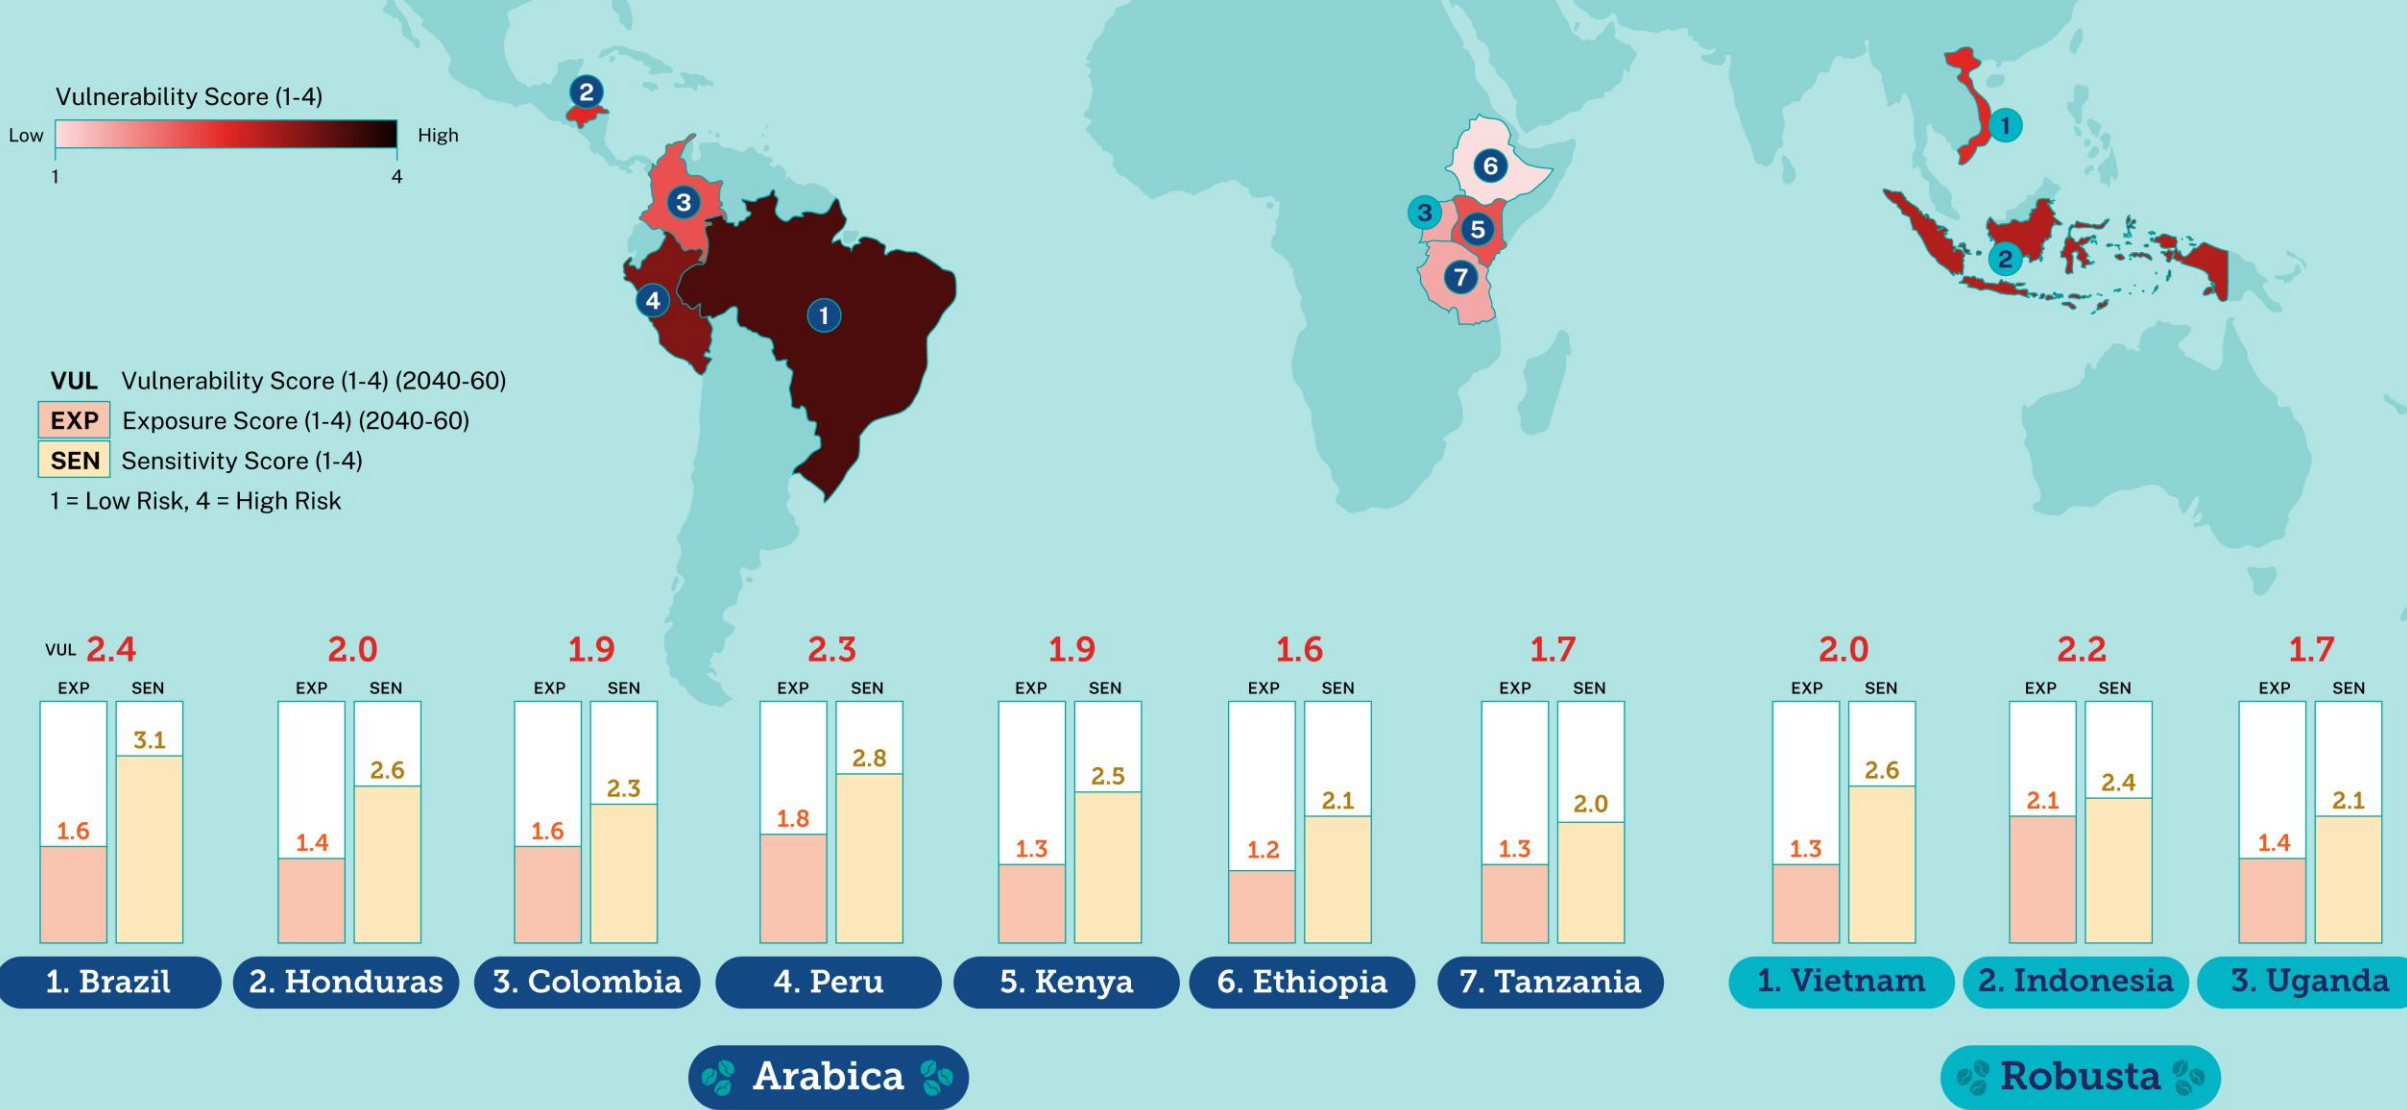 Vulnerability Score (1-4)
Low High
1 4
VUL Vulnerability Score (1-4) (2040-60)
EXP Exposure Score (1-4) (2040-60)
SEN Sensitivity Score (1-4)
1 = Low Risk, 4 = High Risk
2
3
4
1
6
3
5
7
1
2
VUL 2.4
EXP SEN
1.6 3.1
1. Brazil
2.0
EXP SEN
1.4 2.6
2. Honduras
1.9
EXP SEN
1.6 2.3
3. Colombia
2.3
EXP SEN
1.8 2.8
4. Peru
1.9
EXP SEN
1.3 2.5
5. Kenya
1.6
EXP SEN
1.2 2.1
6. Ethiopia
1.7
EXP SEN
1.3 2.0
7. Tanzania
Arabica
2.0
EXP SEN
1.3 2.6
1. Vietnam
2.2
EXP SEN
2.1 2.4
2. Indonesia
1.7
EXP SEN
1.4 2.1
3. Uganda
Robusta